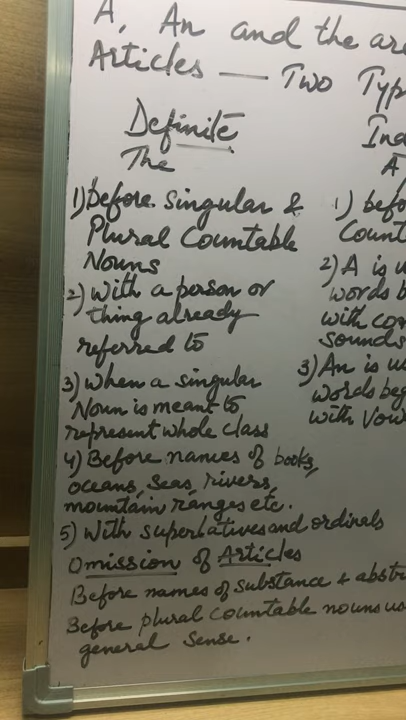 A, An and the are
Articles — Two Typ
Definite
The
1) before singular &
Plural Countable
Nouns
2) with a person or
thing already
referred to
3) when a singular
Noun is meant to
represent whole class
4) Before names of books,
oceans, seas, rivers,
mountain ranges etc.
5) With superlatives and ordinals
Ind
A
1) befo
Count
2) A is u
words b
with con
sounds
3) An is us
words beg
with Vow
Omission of Articles
Before names of substance & abstr
Before plural countable nouns us
general sense.